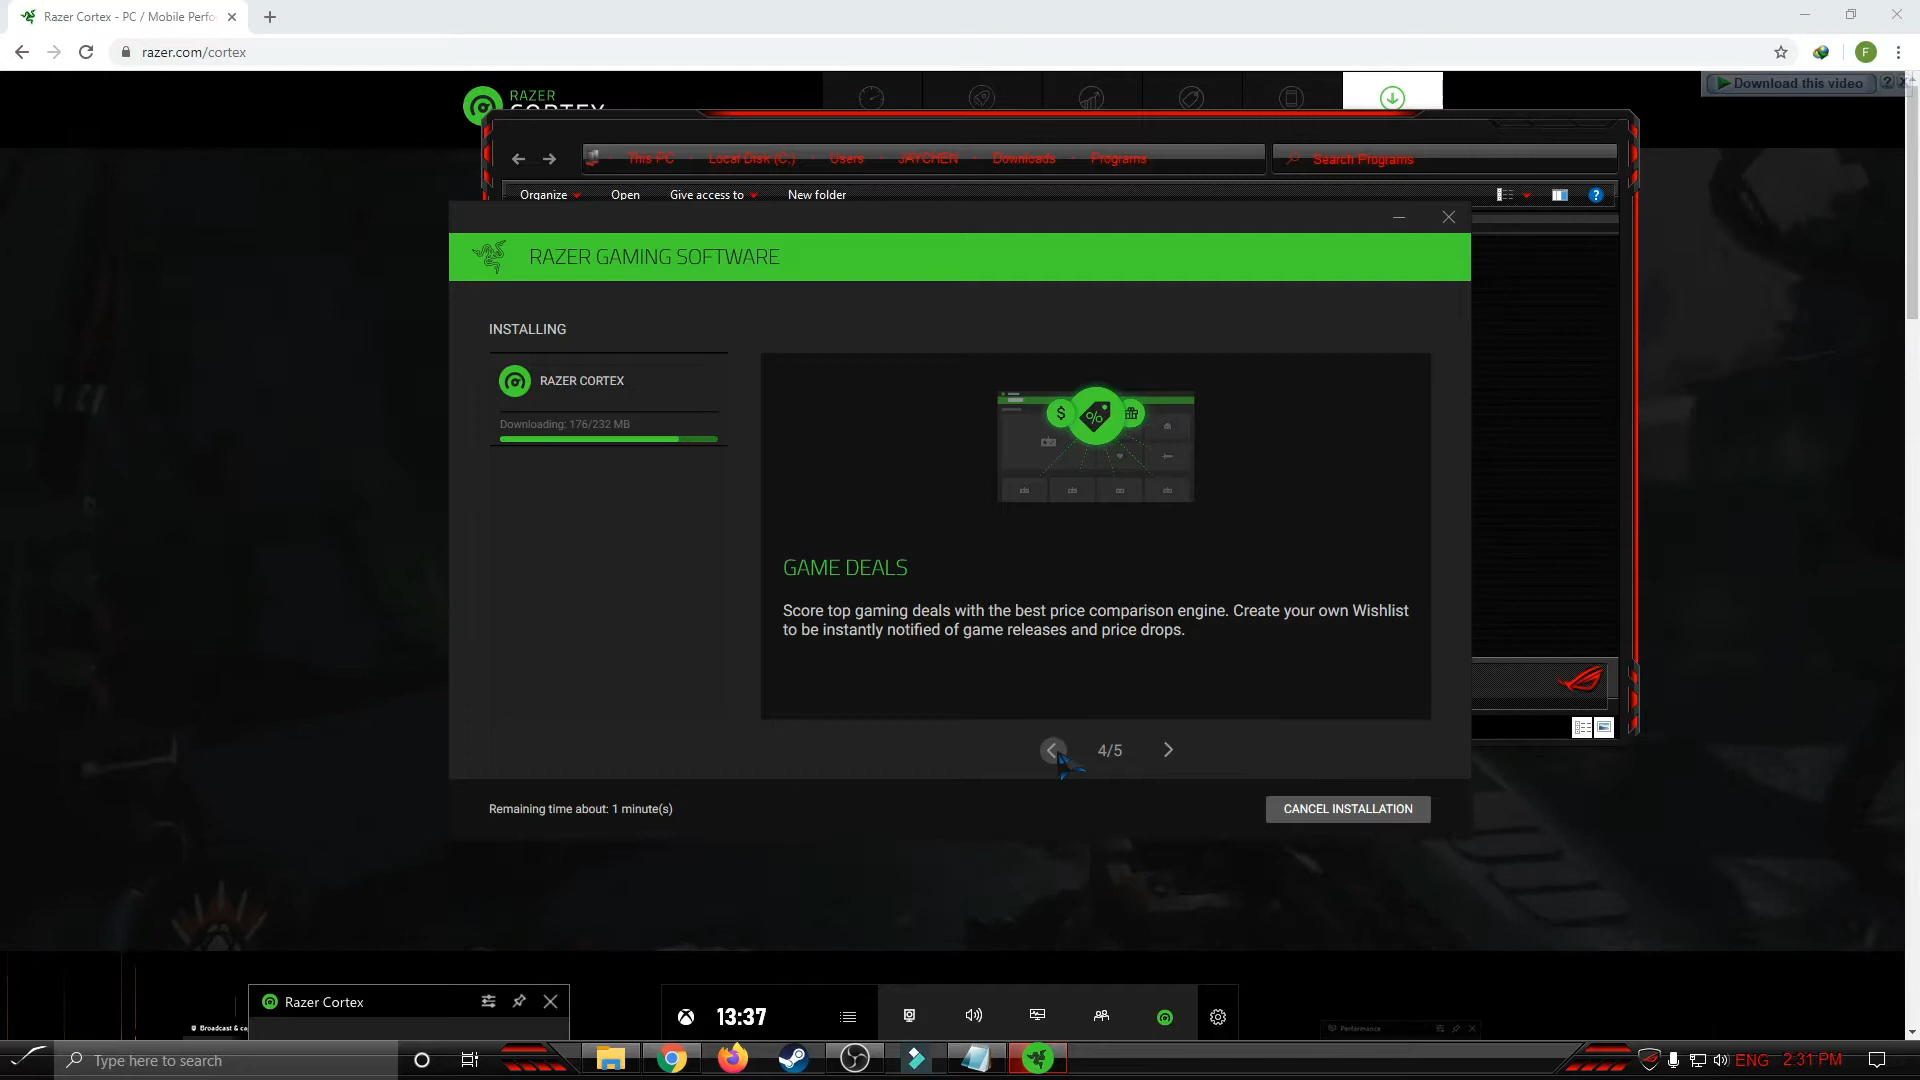 Razer Cortex - PC / Mobile Perfo
razer.com/cortex
F
RAZER
CORTEX
Download this video
?
This PC
Local Disk (C:)
Users
JAYCHEN
Downloads
Programs
Search Programs
Organize
Open
Give access to
New folder
?
RAZER GAMING SOFTWARE
INSTALLING
RAZER CORTEX
Downloading: 176/232 MB
$
%
GAME DEALS
Score top gaming deals with the best price comparison engine. Create your own Wishlist
to be instantly notified of game releases and price drops.
4/5
Remaining time about: 1 minute(s)
CANCEL INSTALLATION
Razer Cortex
Broadcast & ca
13:37
Performance
Type here to search
ENG
2:31 PM